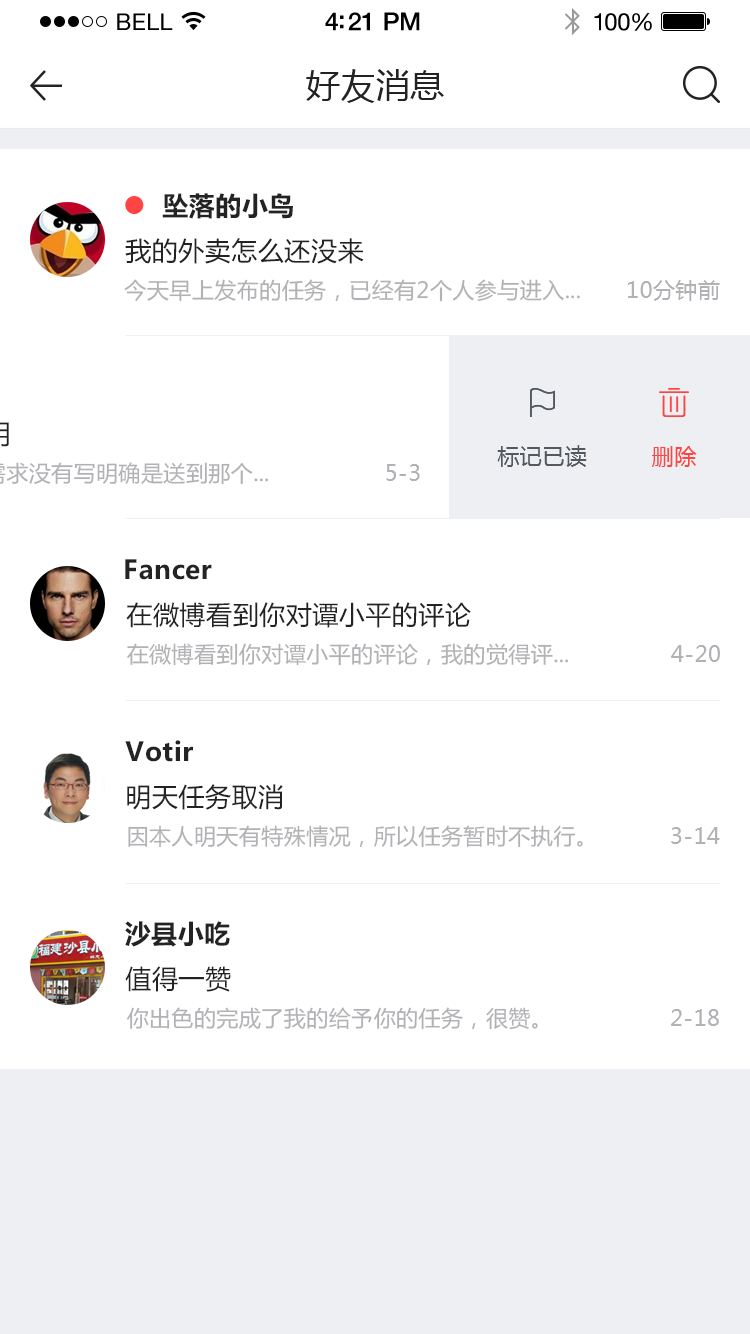 BELL 4:21 PM 100%
好友消息
坠落的小鸟
我的外卖怎么还没来
今天早上发布的任务，已经有2个人参与进入... 10分钟前
求没有写明确是送到那个... 5-3
标记已读 删除
Fancer
在微博看到你对谭小平的评论
在微博看到你对谭小平的评论，我的觉得评... 4-20
Votir
明天任务取消
因本人明天有特殊情况，所以任务暂时不执行。 3-14
沙县小吃
福建沙县小
值得一赞
你出色的完成了我的给予你的任务，很赞。 2-18